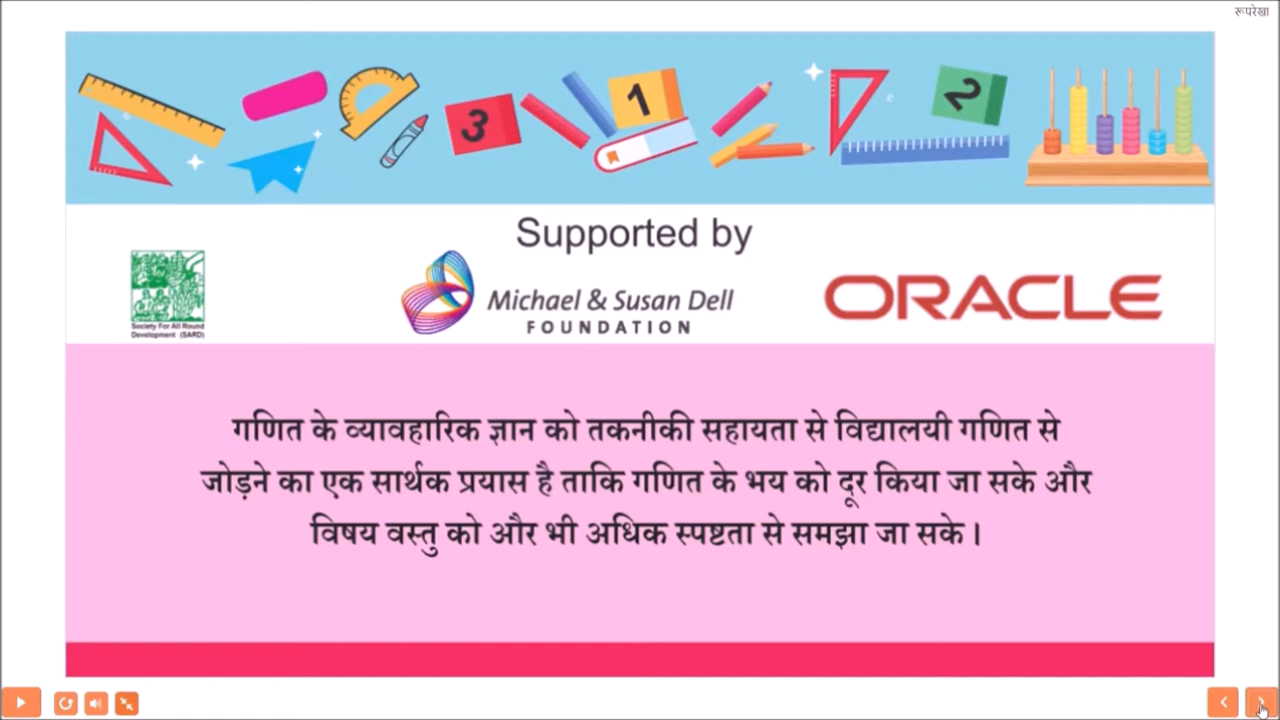 रूपरेखा
3
1
2
Supported by
Society For All Round
Development (SARD)
Michael & Susan Dell
FOUNDATION
ORACLE
गणित के व्यावहारिक ज्ञान को तकनीकी सहायता से विद्यालयी गणित से
जोड़ने का एक सार्थक प्रयास है ताकि गणित के भय को दूर किया जा सके और
विषय वस्तु को और भी अधिक स्पष्टता से समझा जा सके।